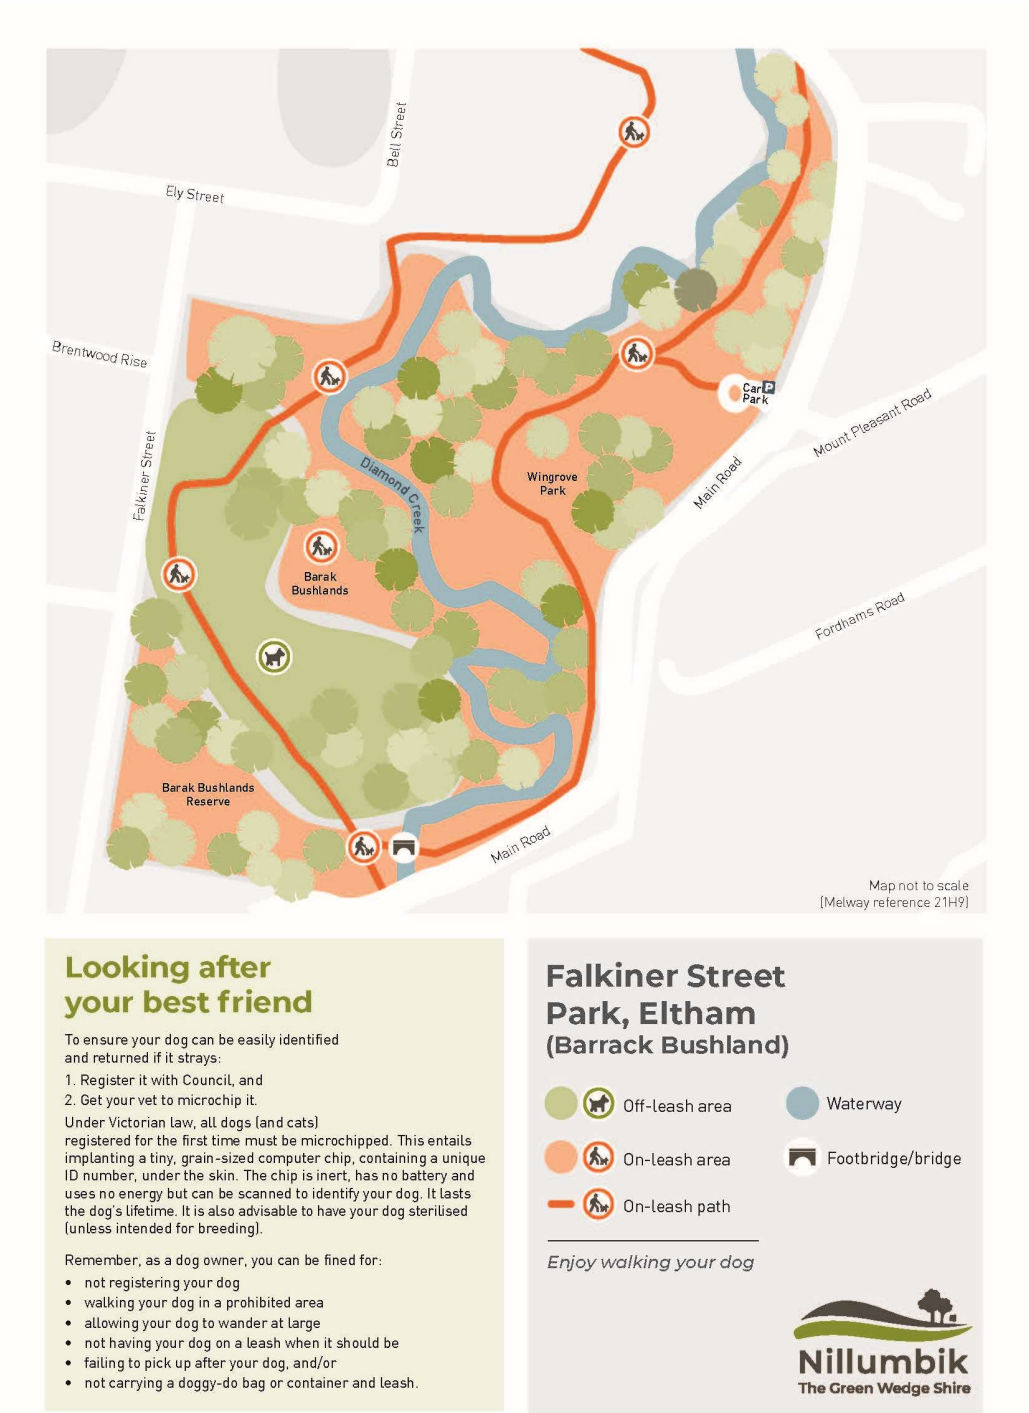 Bell Street
Ely Street
Brentwood Rise
Falkiner Street
Car P
Park
Mount Pleasant Road
Main Road
Wingrove
Park
Diamond Creek
Barak
Bushlands
Fordhams Road
Barak Bushlands
Reserve
Main Road
Map not to scale
(Melway reference 21H9)
Looking after
your best friend
To ensure your dog can be easily identified
and returned if it strays:
1. Register it with Council, and
2. Get your vet to microchip it.
Under Victorian law, all dogs (and cats)
registered for the first time must be microchipped. This entails
implanting a tiny, grain-sized computer chip, containing a unique
ID number, under the skin. The chip is inert, has no battery and
uses no energy but can be scanned to identify your dog. It lasts
the dog's lifetime. It is also advisable to have your dog sterilised
(unless intended for breeding).
Remember, as a dog owner, you can be fined for:
• not registering your dog
• walking your dog in a prohibited area
• allowing your dog to wander at large
• not having your dog on a leash when it should be
• failing to pick up after your dog, and/or
• not carrying a doggy-do bag or container and leash.
Falkiner Street
Park, Eltham
(Barrack Bushland)
Off-leash area
Waterway
On-leash area
Footbridge/bridge
On-leash path
Enjoy walking your dog
Nillumbik
The Green Wedge Shire